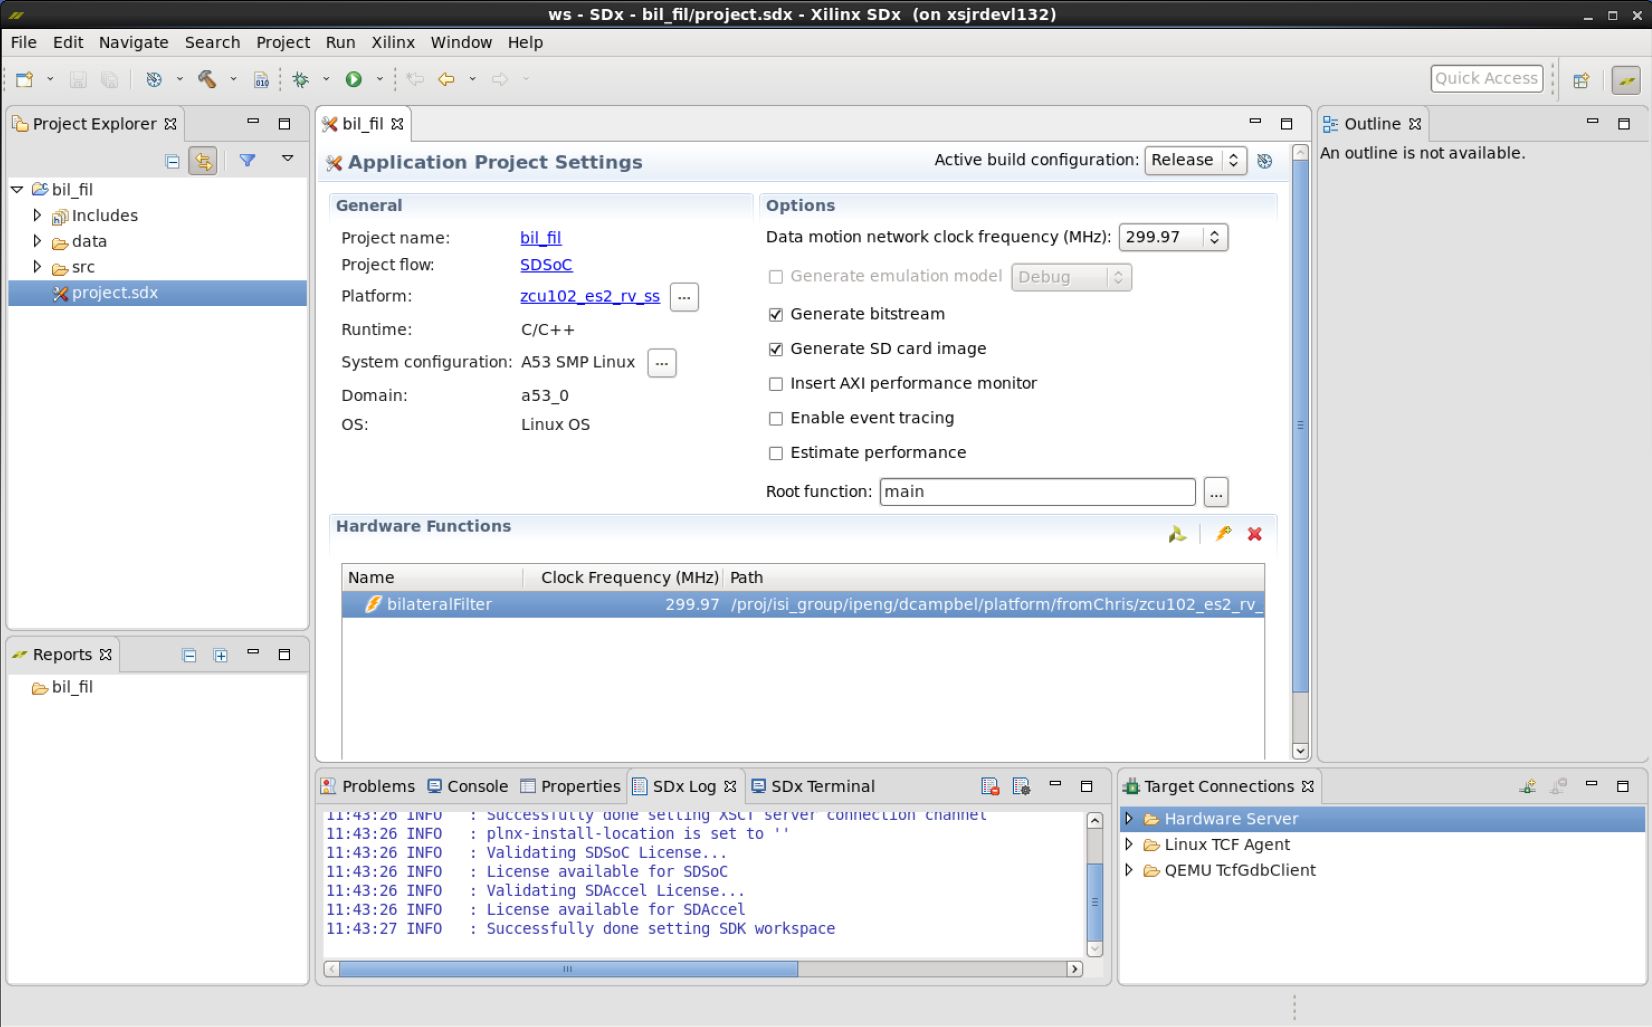 ws - SDx - bil_fil/project.sdx - Xilinx SDx  (on xsjrdevl132)
File Edit Navigate Search Project Run Xilinx Window Help
Quick Access
Project Explorer
bil_fil
Includes
data
src
project.sdx
Reports
bil_fil
bil_fil
Application Project Settings
Active build configuration: Release
General
Project name: bil_fil
Project flow: SDSoC
Platform: zcu102_es2_rv_ss ...
Runtime: C/C++
System configuration: A53 SMP Linux ...
Domain: a53_0
OS: Linux OS
Options
Data motion network clock frequency (MHz): 299.97
Generate emulation model Debug
Generate bitstream
Generate SD card image
Insert AXI performance monitor
Enable event tracing
Estimate performance
Root function: main ...
Hardware Functions
Name Clock Frequency (MHz) Path
bilateralFilter 299.97 /proj/isi_group/ipeng/dcampbel/platform/fromChris/zcu102_es2_rv_
Problems Console Properties SDx Log SDx Terminal
11:43:26 INFO : Successfully done setting XSCT server connection channel
11:43:26 INFO : plnx-install-location is set to ''
11:43:26 INFO : Validating SDSoC License...
11:43:26 INFO : License available for SDSoC
11:43:26 INFO : Validating SDAccel License...
11:43:26 INFO : License available for SDAccel
11:43:27 INFO : Successfully done setting SDK workspace
Outline
An outline is not available.
Target Connections
Hardware Server
Linux TCF Agent
QEMU TcfGdbClient